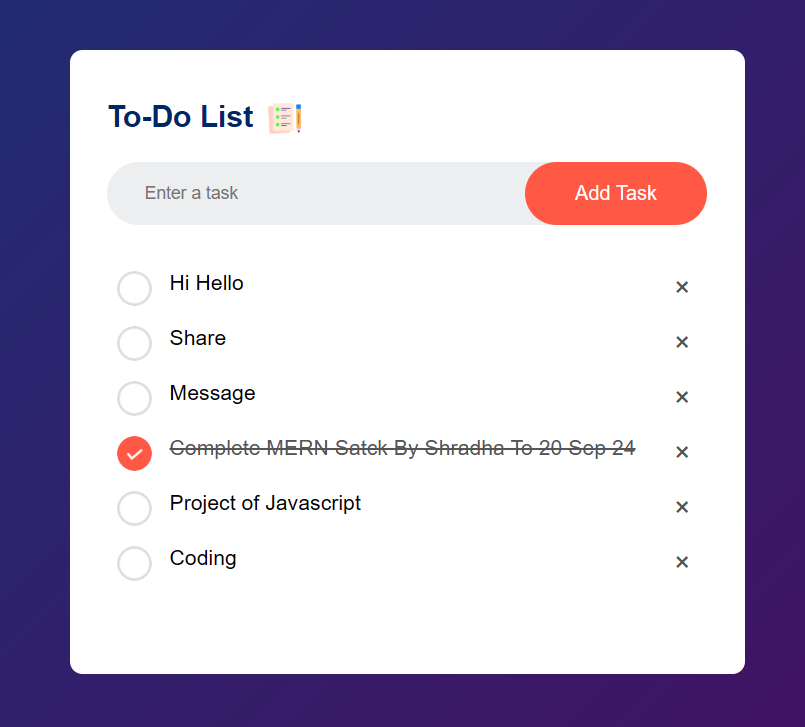 To-Do List
Enter a task
Add Task
Hi Hello
Share
Message
Complete MERN Satck By Shradha To 20 Sep 24
Project of Javascript
Coding